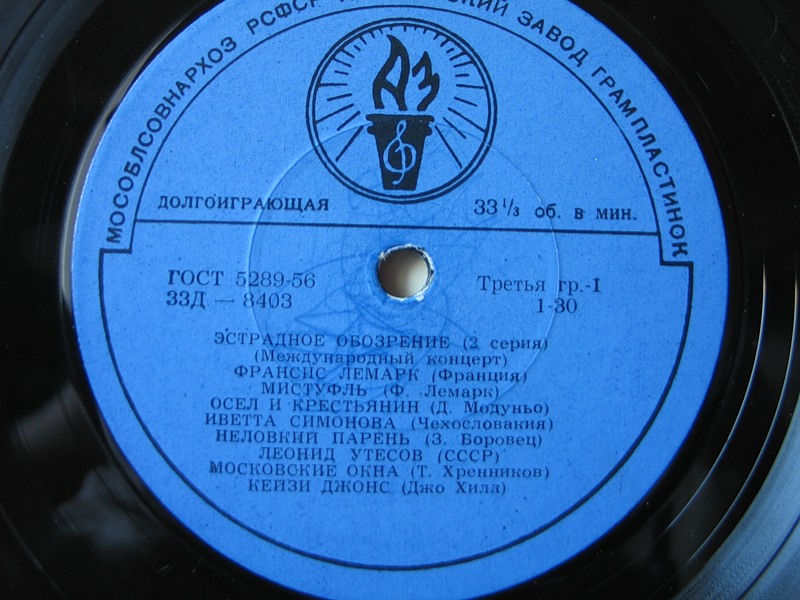 МОСОБЛСОВНАРХОЗ РСФСР ЗАВОД ГРАМПЛАСТИНОК
АЗ
ДОЛГОИГРАЮЩАЯ 33 1/3 об. в мин.
ГОСТ 5289-56 Третья гр.-I
33Д — 8403 1-30
ЭСТРАДНОЕ ОБОЗРЕНИЕ (2 серия)
(Международный концерт)
ФРАНСИС ЛЕМАРК (Франция)
МИСТУФЛЬ (Ф. Лемарк)
ОСЕЛ И КРЕСТЬЯНИН (Д. Модуньо)
ИВЕТТА СИМОНОВА (Чехословакия)
НЕЛОВКИЙ ПАРЕНЬ (З. Боровец)
ЛЕОНИД УТЕСОВ (СССР)
МОСКОВСКИЕ ОКНА (Т. Хренников)
КЕЙЗИ ДЖОНС (Джо Хилл)